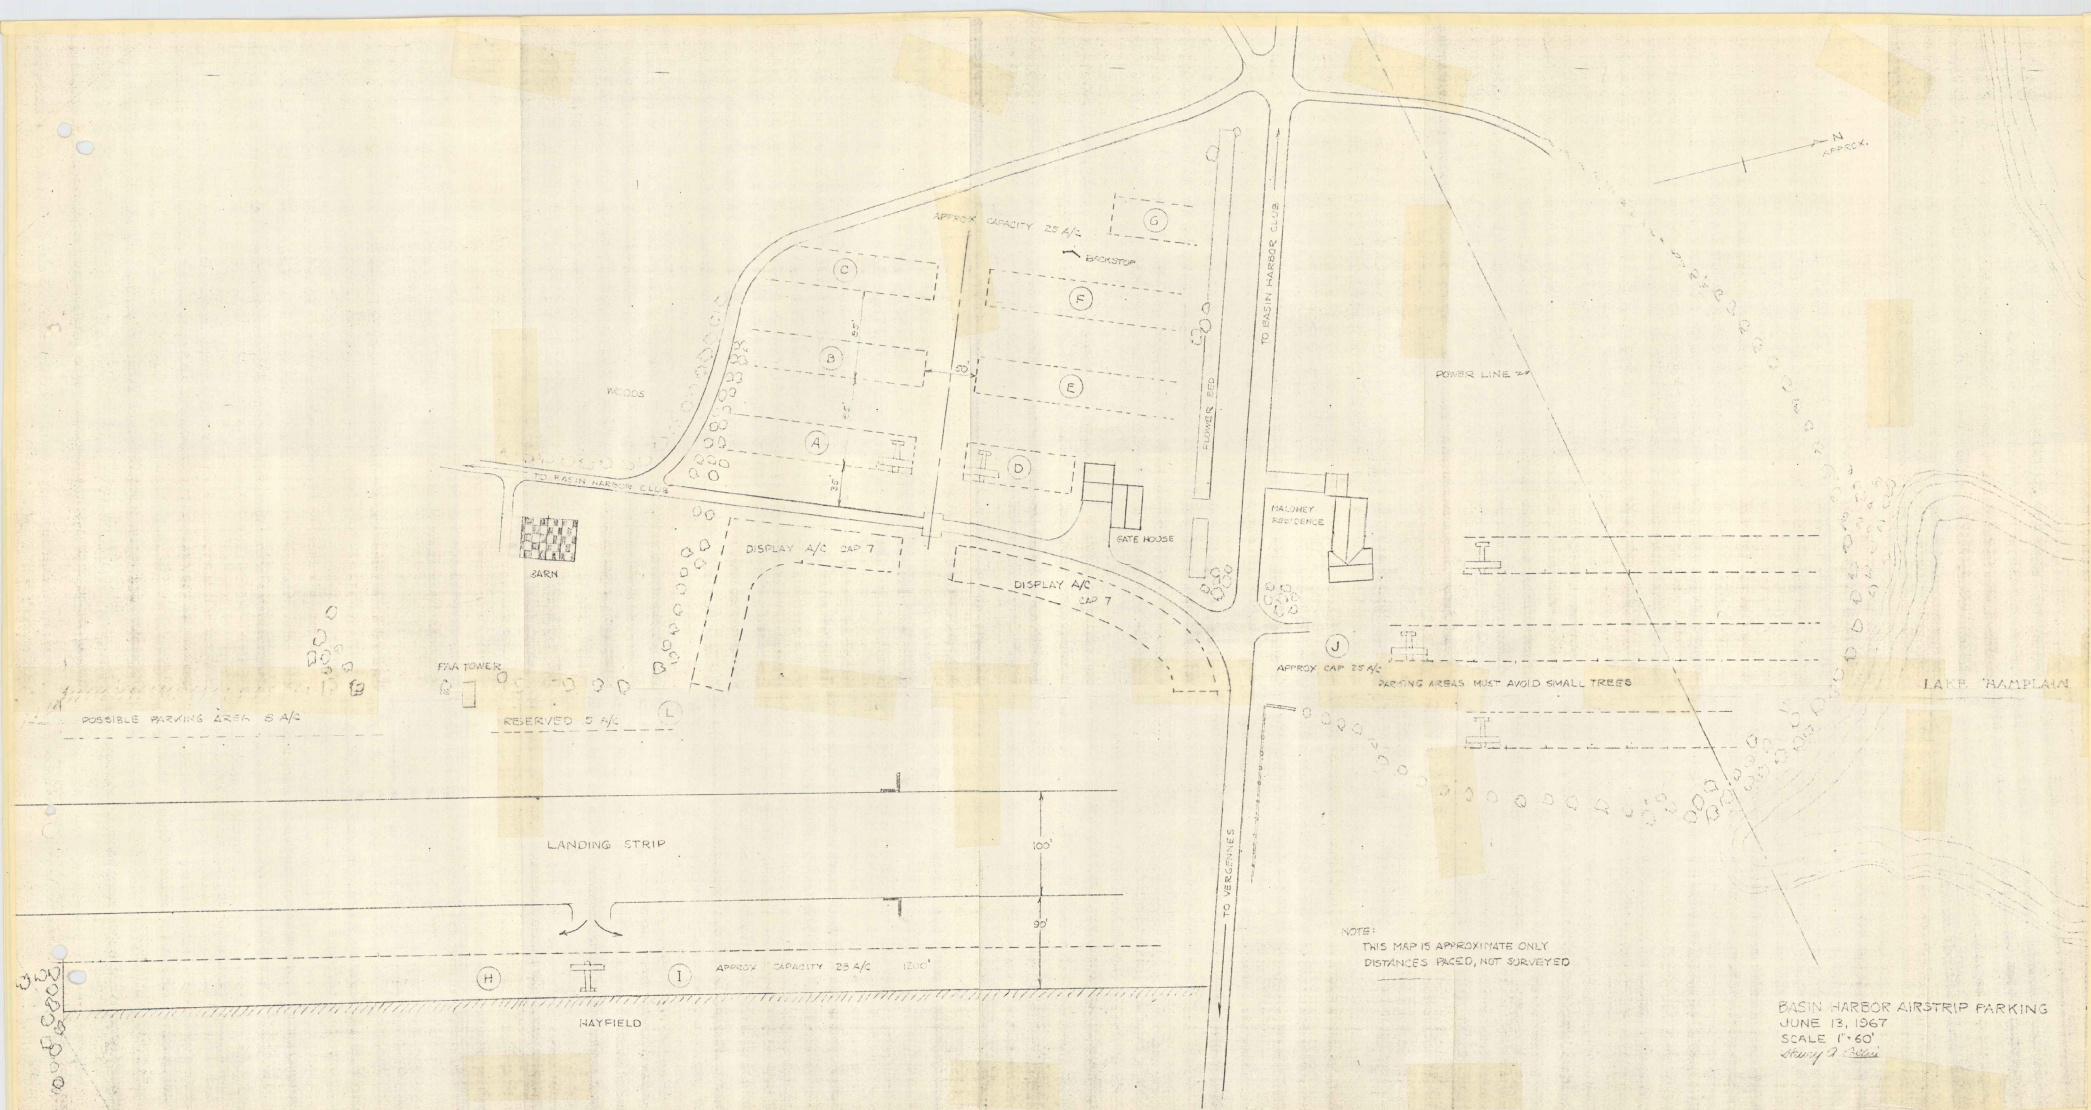 N
APPROX.
APPROX CAPACITY 25 A/C
G
BACKSTOP
C
F
TO BASIN HARBOR CLUB
85'
B
50'
E
POWER LINE
WOODS
FLOWER BED
A
D
TO BASIN HARBOR CLUB
35'
MALONEY
RESIDENCE
GATE HOUSE
DISPLAY A/C CAP 7
BARN
DISPLAY A/C
CAP 7
J
FAA TOWER
APPROX CAP 25 A/C
PARKING AREAS MUST AVOID SMALL TREES
POSSIBLE PARKING AREA 8 A/C
RESERVED 5 A/C
L
LANDING STRIP
100'
TO VERGENNES
90'
NOTE:
THIS MAP IS APPROXIMATE ONLY
DISTANCES PACED, NOT SURVEYED
H
I
APPROX CAPACITY 28 A/C 1200'
HAYFIELD
BASIN HARBOR AIRSTRIP PARKING
JUNE 13, 1967
SCALE 1"=60'